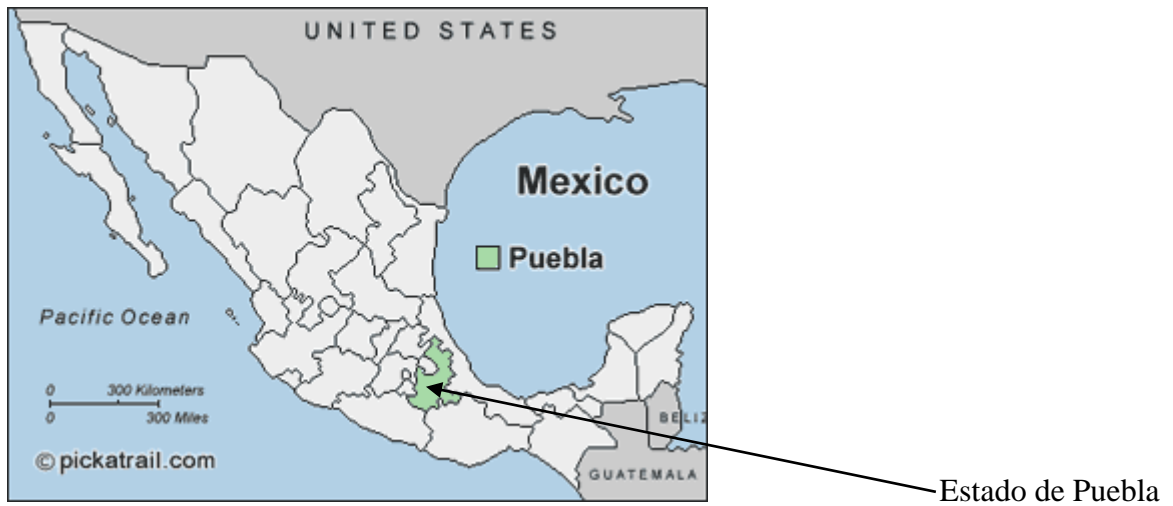 UNITED STATES
Mexico
Puebla
Pacific Ocean
0 300 Kilometers
0 300 Miles
BELIZ
© pickatrail.com
GUATEMALA
Estado de Puebla